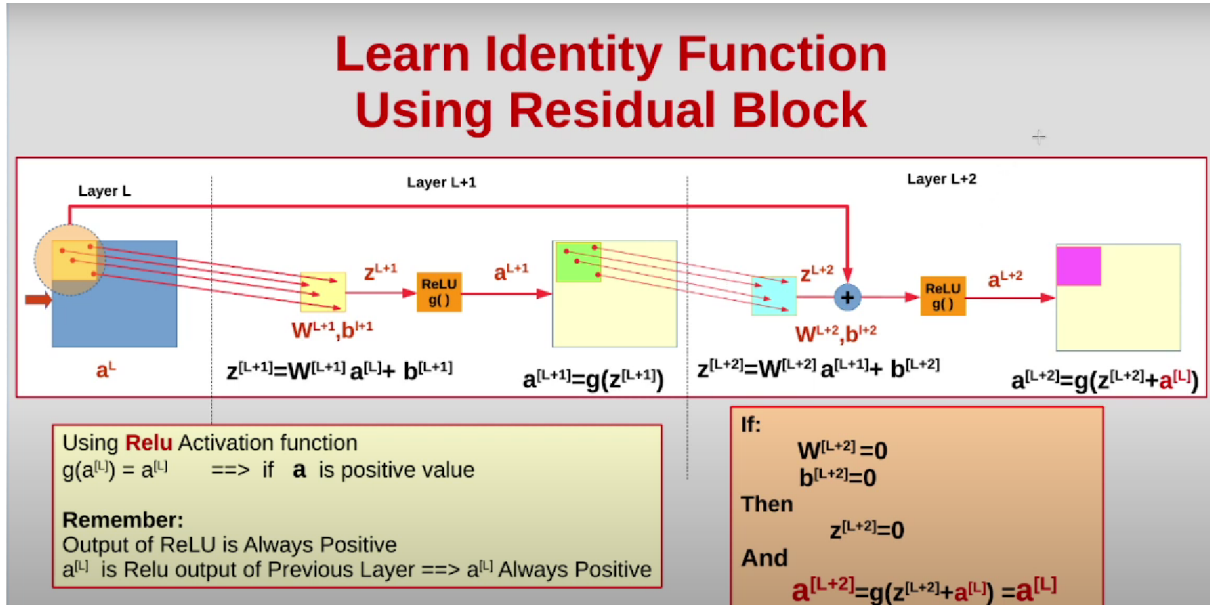 Learn Identity Function
Using Residual Block
Layer L
Layer L+1
Layer L+2
z^L+1
a^L+1
z^L+2
a^L+2
ReLU
g( )
+
ReLU
g( )
W^L+1,b^l+1
W^L+2,b^l+2
a^L
z^[L+1]=W^[L+1] a^[L]+ b^[L+1]
a^[L+1]=g(z^[L+1])
z^[L+2]=W^[L+2] a^[L+1]+ b^[L+2]
a^[L+2]=g(z^[L+2]+a^[L])
Using Relu Activation function
g(a^[L]) = a^[L] ==> if a is positive value
Remember:
Output of ReLU is Always Positive
a^[L] is Relu output of Previous Layer ==> a^[L] Always Positive
If:
W^[L+2]=0
b^[L+2]=0
Then
z^[L+2]=0
And
a^[L+2]=g(z^[L+2]+a^[L]) =a^[L]